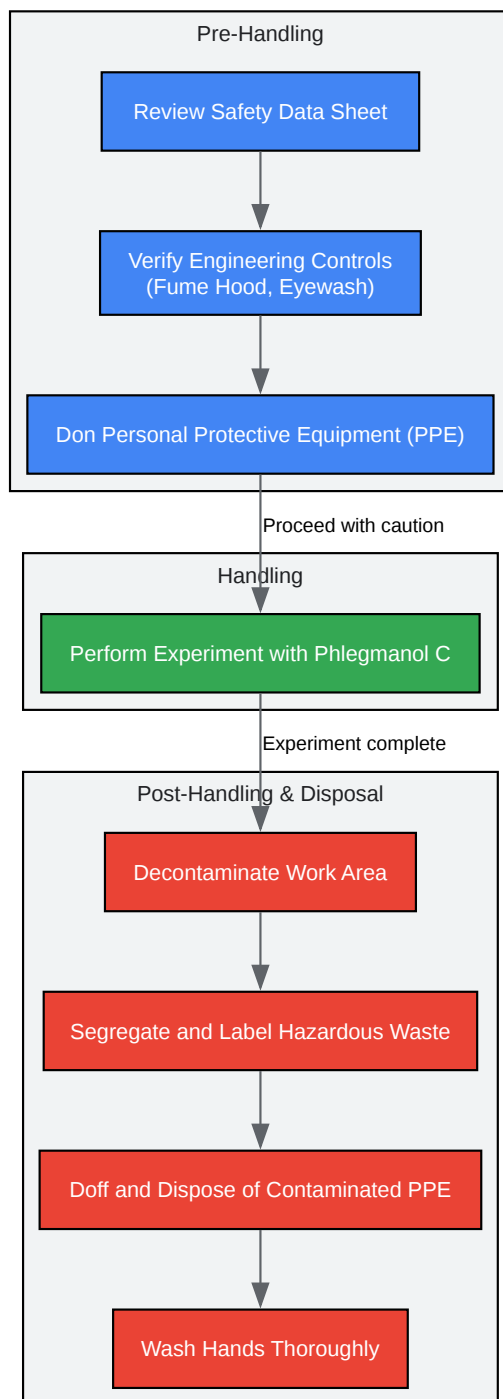 Pre-Handling
Review Safety Data Sheet
Verify Engineering Controls
(Fume Hood, Eyewash)
Don Personal Protective Equipment (PPE)
Proceed with caution
Handling
Perform Experiment with Phlegmanol C
Experiment complete
Post-Handling & Disposal
Decontaminate Work Area
Segregate and Label Hazardous Waste
Doff and Dispose of Contaminated PPE
Wash Hands Thoroughly